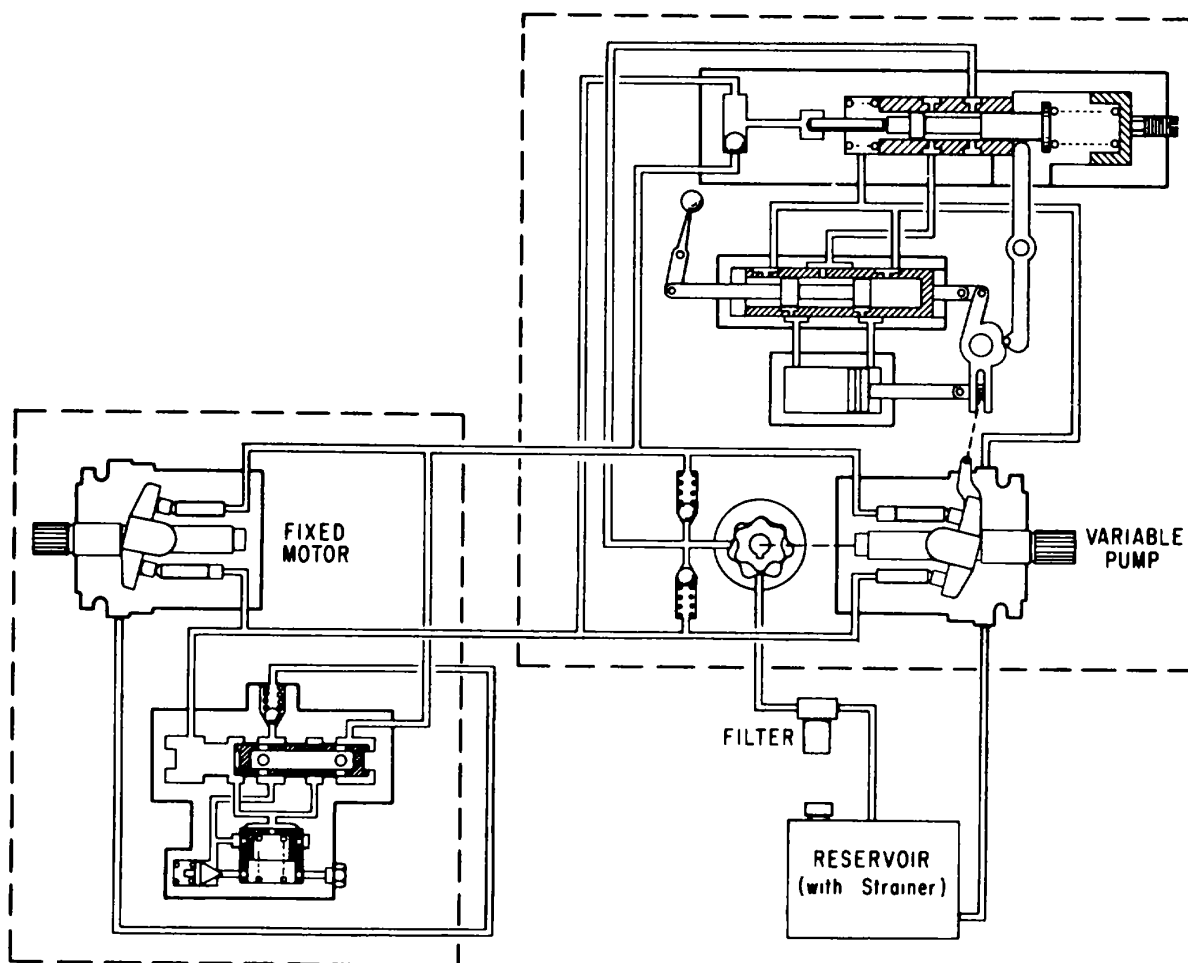 FIXED
MOTOR
VARIABLE
PUMP
FILTER
RESERVOIR
(with Strainer)